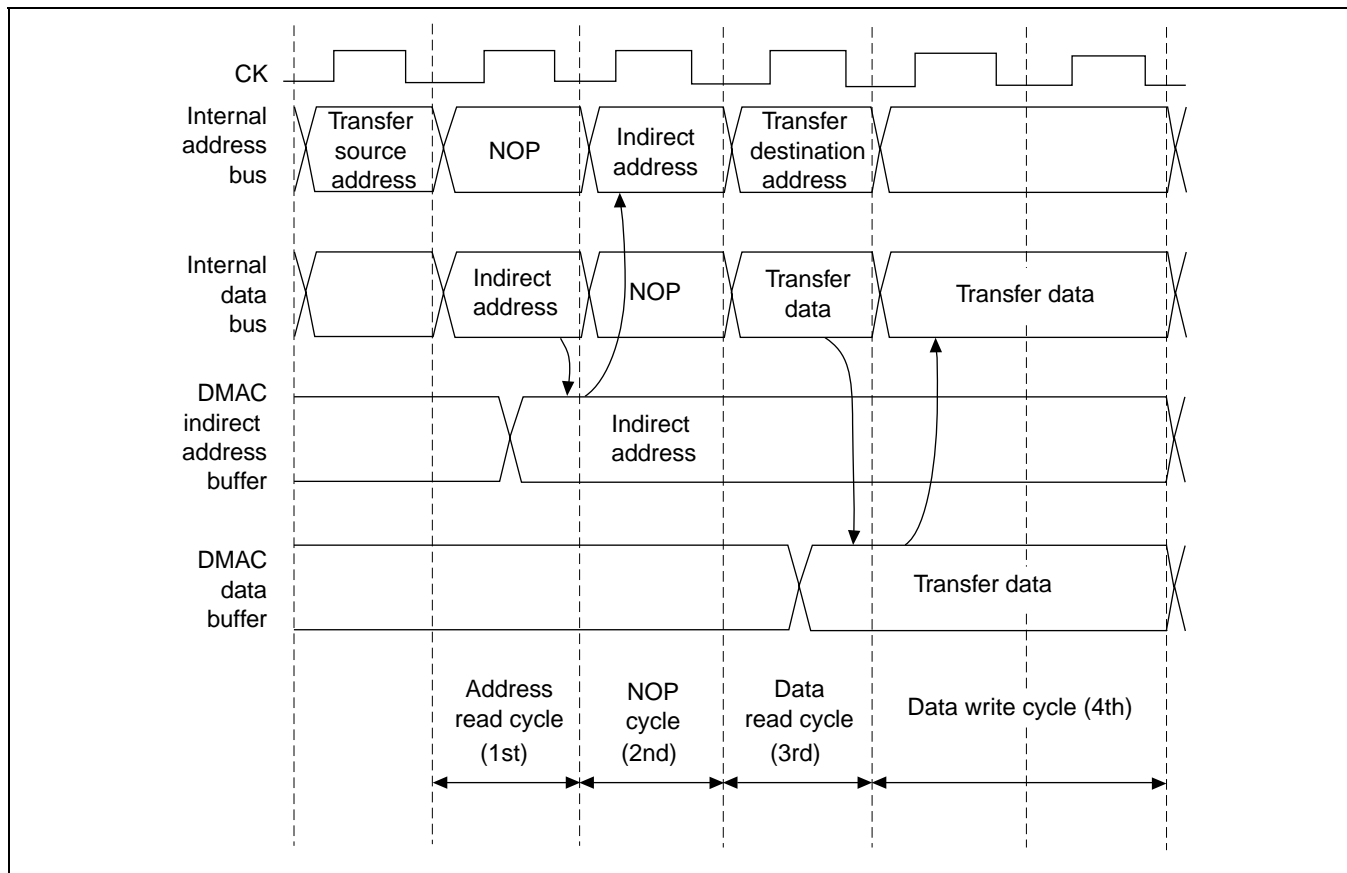 CK
Internal
address
bus
Transfer
source
address
NOP
Indirect
address
Transfer
destination
address
Internal
data
bus
Indirect
address
NOP
Transfer
data
Transfer data
DMAC
indirect
address
buffer
Indirect
address
DMAC
data
buffer
Transfer data
Address
read cycle
(1st)
NOP
cycle
(2nd)
Data
read cycle
(3rd)
Data write cycle (4th)